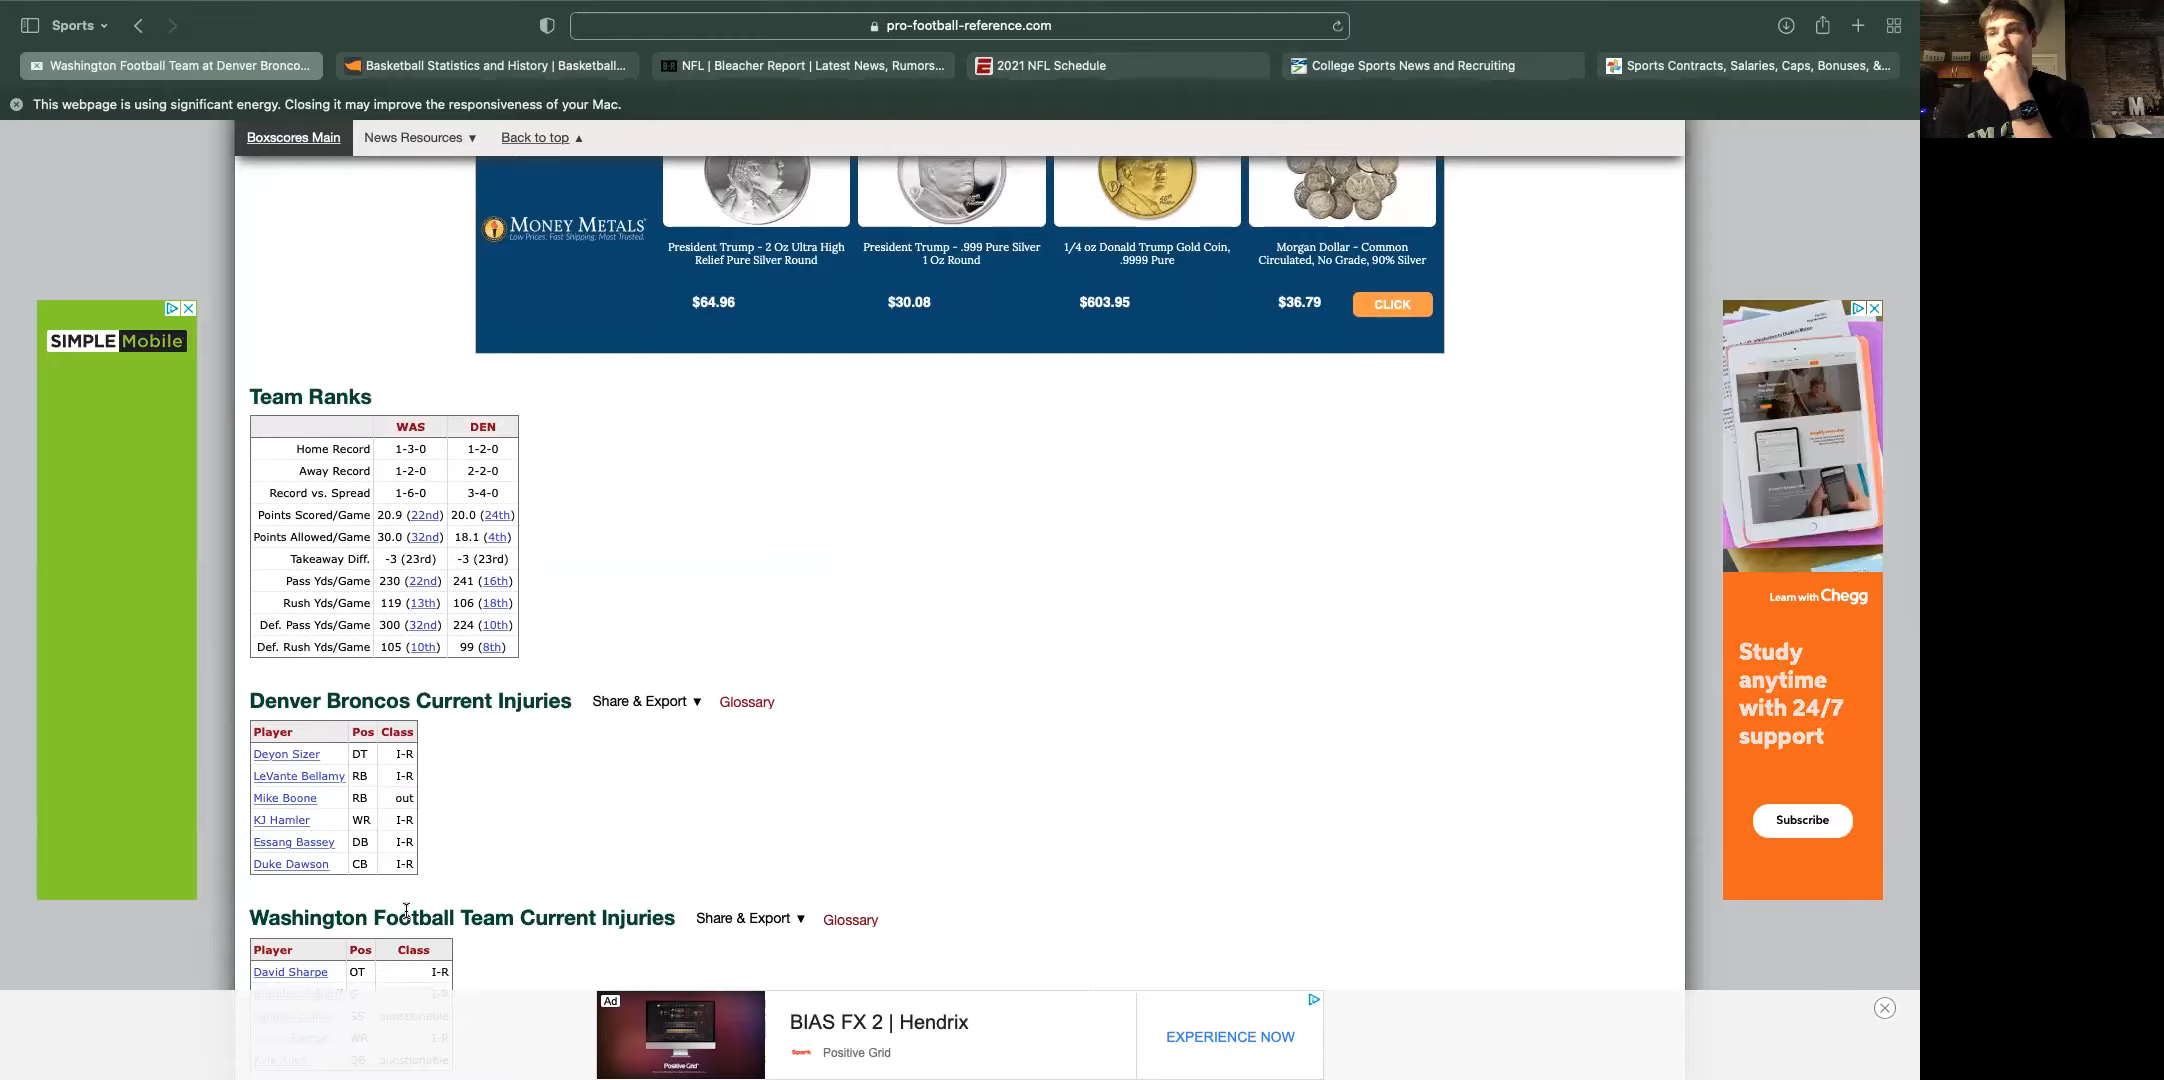 Sports
pro-football-reference.com
Washington Football Team at Denver Bronco...
Basketball Statistics and History | Basketball...
B·R NFL | Bleacher Report | Latest News, Rumors...
2021 NFL Schedule
College Sports News and Recruiting
Sports Contracts, Salaries, Caps, Bonuses, &...
This webpage is using significant energy. Closing it may improve the responsiveness of your Mac.
Boxscores Main News Resources ▼ Back to top ▲
MONEY METALS
Low Prices. Fast Shipping. Most Trusted.
President Trump - 2 Oz Ultra High
Relief Pure Silver Round
$64.96
President Trump - .999 Pure Silver
1 Oz Round
$30.08
1/4 oz Donald Trump Gold Coin,
.9999 Pure
$603.95
Morgan Dollar - Common
Circulated, No Grade, 90% Silver
$36.79
CLICK
SIMPLE Mobile
Team Ranks
WAS DEN
Home Record 1-3-0 1-2-0
Away Record 1-2-0 2-2-0
Record vs. Spread 1-6-0 3-4-0
Points Scored/Game 20.9 (22nd) 20.0 (24th)
Points Allowed/Game 30.0 (32nd) 18.1 (4th)
Takeaway Diff. -3 (23rd) -3 (23rd)
Pass Yds/Game 230 (22nd) 241 (16th)
Rush Yds/Game 119 (13th) 106 (18th)
Def. Pass Yds/Game 300 (32nd) 224 (10th)
Def. Rush Yds/Game 105 (10th) 99 (8th)
Denver Broncos Current Injuries Share & Export ▼ Glossary
Player Pos Class
Deyon Sizer DT I-R
LeVante Bellamy RB I-R
Mike Boone RB out
KJ Hamler WR I-R
Essang Bassey DB I-R
Duke Dawson CB I-R
Washington Football Team Current Injuries Share & Export ▼ Glossary
Player Pos Class
David Sharpe OT I-R
G I-R
questionable
WR I-R
Kyle Allen QB questionable
Learn with Chegg
Study
anytime
with 24/7
support
Subscribe
Ad
BIAS FX 2 | Hendrix
Spark Positive Grid
EXPERIENCE NOW
Positive Grid
M